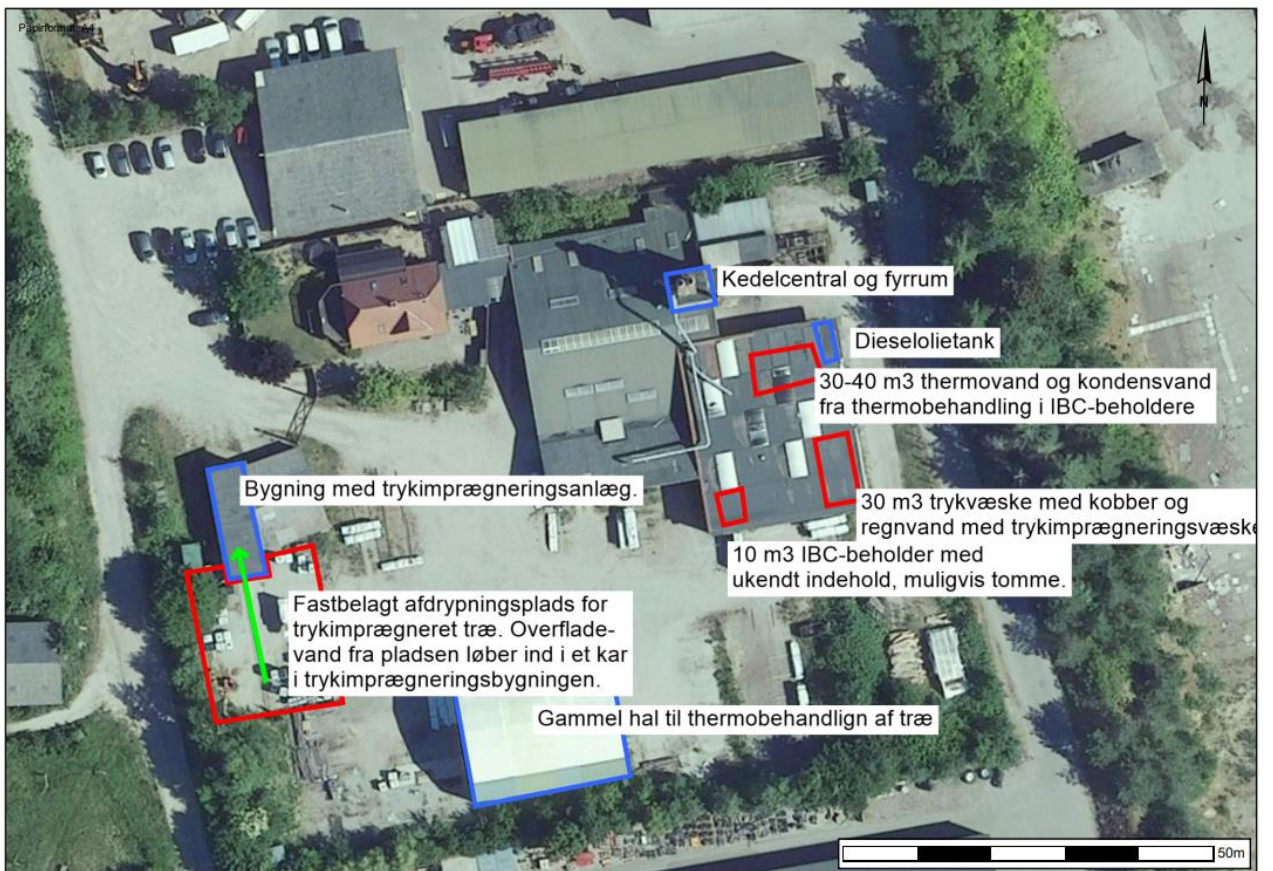 Papirformat: A4
N
Kedelcentral og fyrrum
Dieselolietank
30-40 m3 thermovand og kondensvand
fra thermobehandling i IBC-beholdere
Bygning med trykimprægneringsanlæg.
30 m3 trykvæske med kobber og
regnvand med trykimprægneringsvæske
10 m3 IBC-beholder med
ukendt indehold, muligvis tomme.
Fastbelagt afdrypningsplads for
trykimprægneret træ. Overflade-
vand fra pladsen løber ind i et kar
i trykimprægneringsbygningen.
Gammel hal til thermobehandlign af træ
50m